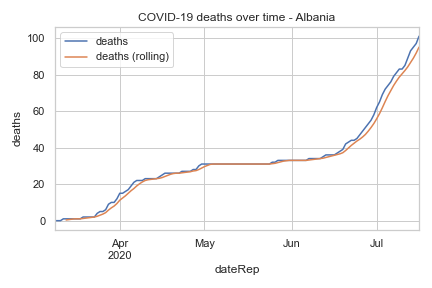 COVID-19 deaths over time - Albania
deaths
deaths (rolling)
100
80
60
40
20
0
deaths
Apr
2020
May
Jun
Jul
dateRep